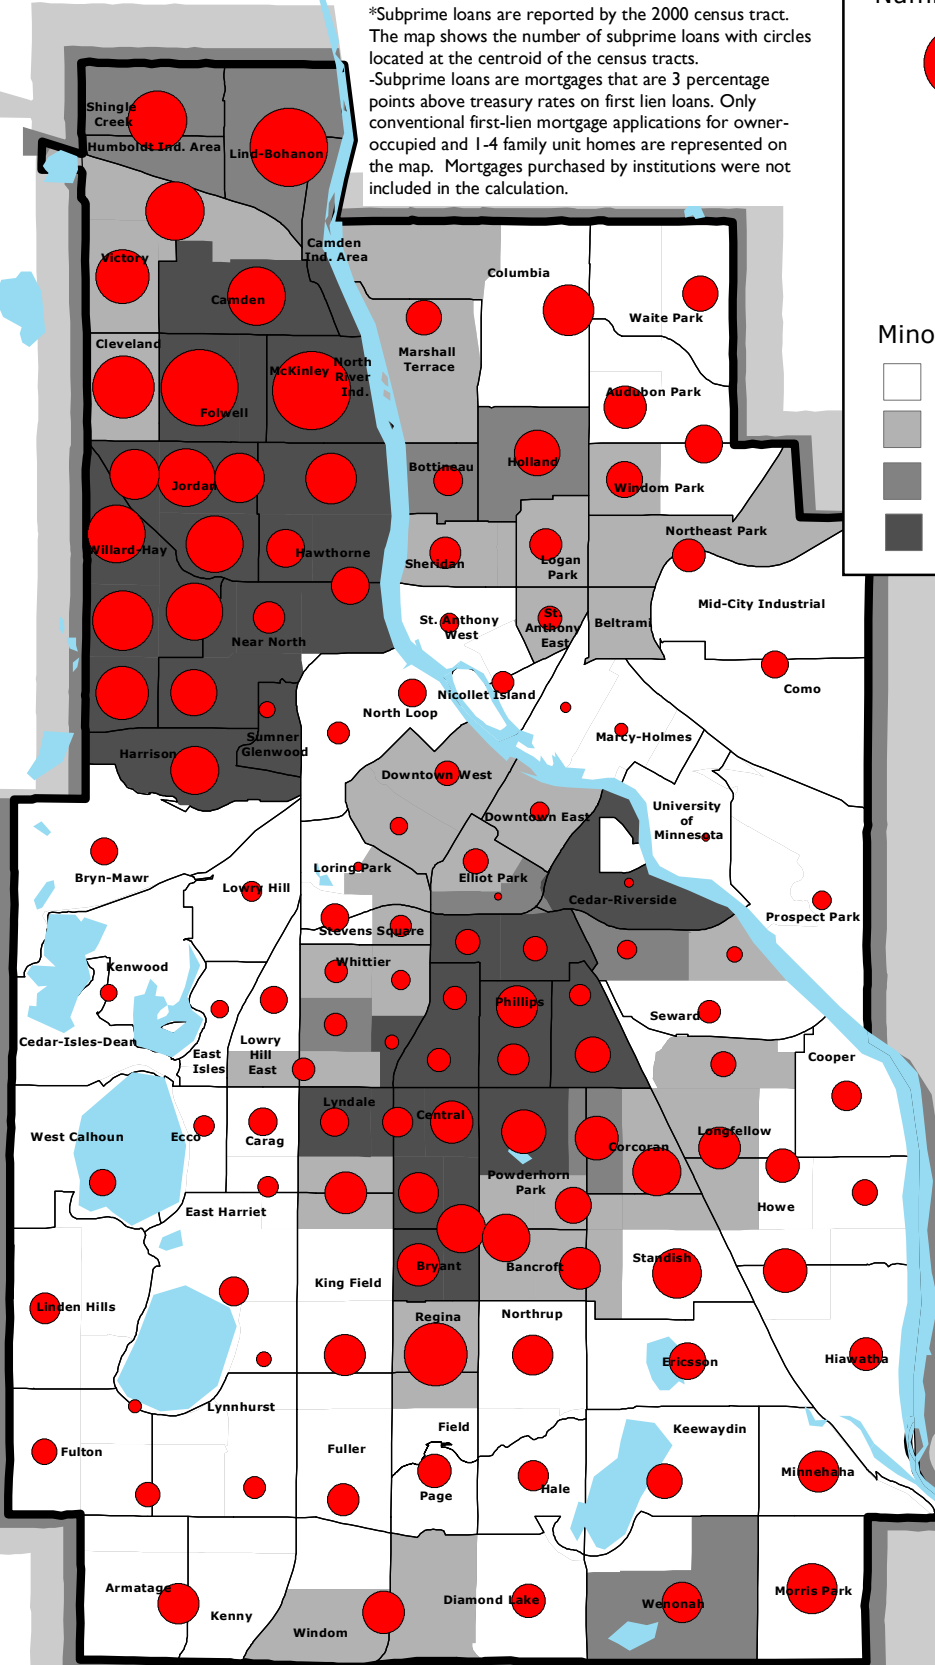 *Subprime loans are reported by the 2000 census tract.
The map shows the number of subprime loans with circles
located at the centroid of the census tracts.
-Subprime loans are mortgages that are 3 percentage
points above treasury rates on first lien loans. Only
conventional first-lien mortgage applications for owner-
occupied and 1-4 family unit homes are represented on
the map.  Mortgages purchased by institutions were not
included in the calculation.
Shingle
Creek
Humboldt Ind. Area
Lind-Bohanon
Camden
Ind. Area
Victory
Camden
Columbia
Waite Park
Mino
Cleveland
Marshall
Terrace
McKinley
North
River
Ind.
Folwell
Audubon Park
Jordan
Bottineau
Holland
Windom Park
Willard-Hay
Hawthorne
Sheridan
Logan
Park
Northeast Park
Near North
St. Anthony
West
St.
Anthony
East
Beltrami
Mid-City Industrial
Como
Nicollet Island
North Loop
Sumner
Glenwood
Harrison
Marcy-Holmes
Downtown West
Downtown East
University
of
Minnesota
Bryn-Mawr
Lowry Hill
Loring Park
Elliot Park
Cedar-Riverside
Prospect Park
Stevens Square
Kenwood
Whittier
Phillips
Seward
Cedar-Isles-Dean
East
Isles
Lowry
Hill
East
Cooper
Lyndale
Central
West Calhoun
Ecco
Carag
Corcoran
Longfellow
Powderhorn
Park
East Harriet
Howe
King Field
Bryant
Bancroft
Standish
Linden Hills
Regina
Northrup
Ericsson
Hiawatha
Lynnhurst
Field
Keewaydin
Fulton
Fuller
Page
Hale
Minnehaha
Armatage
Kenny
Windom
Diamond Lake
Wenonah
Morris Park